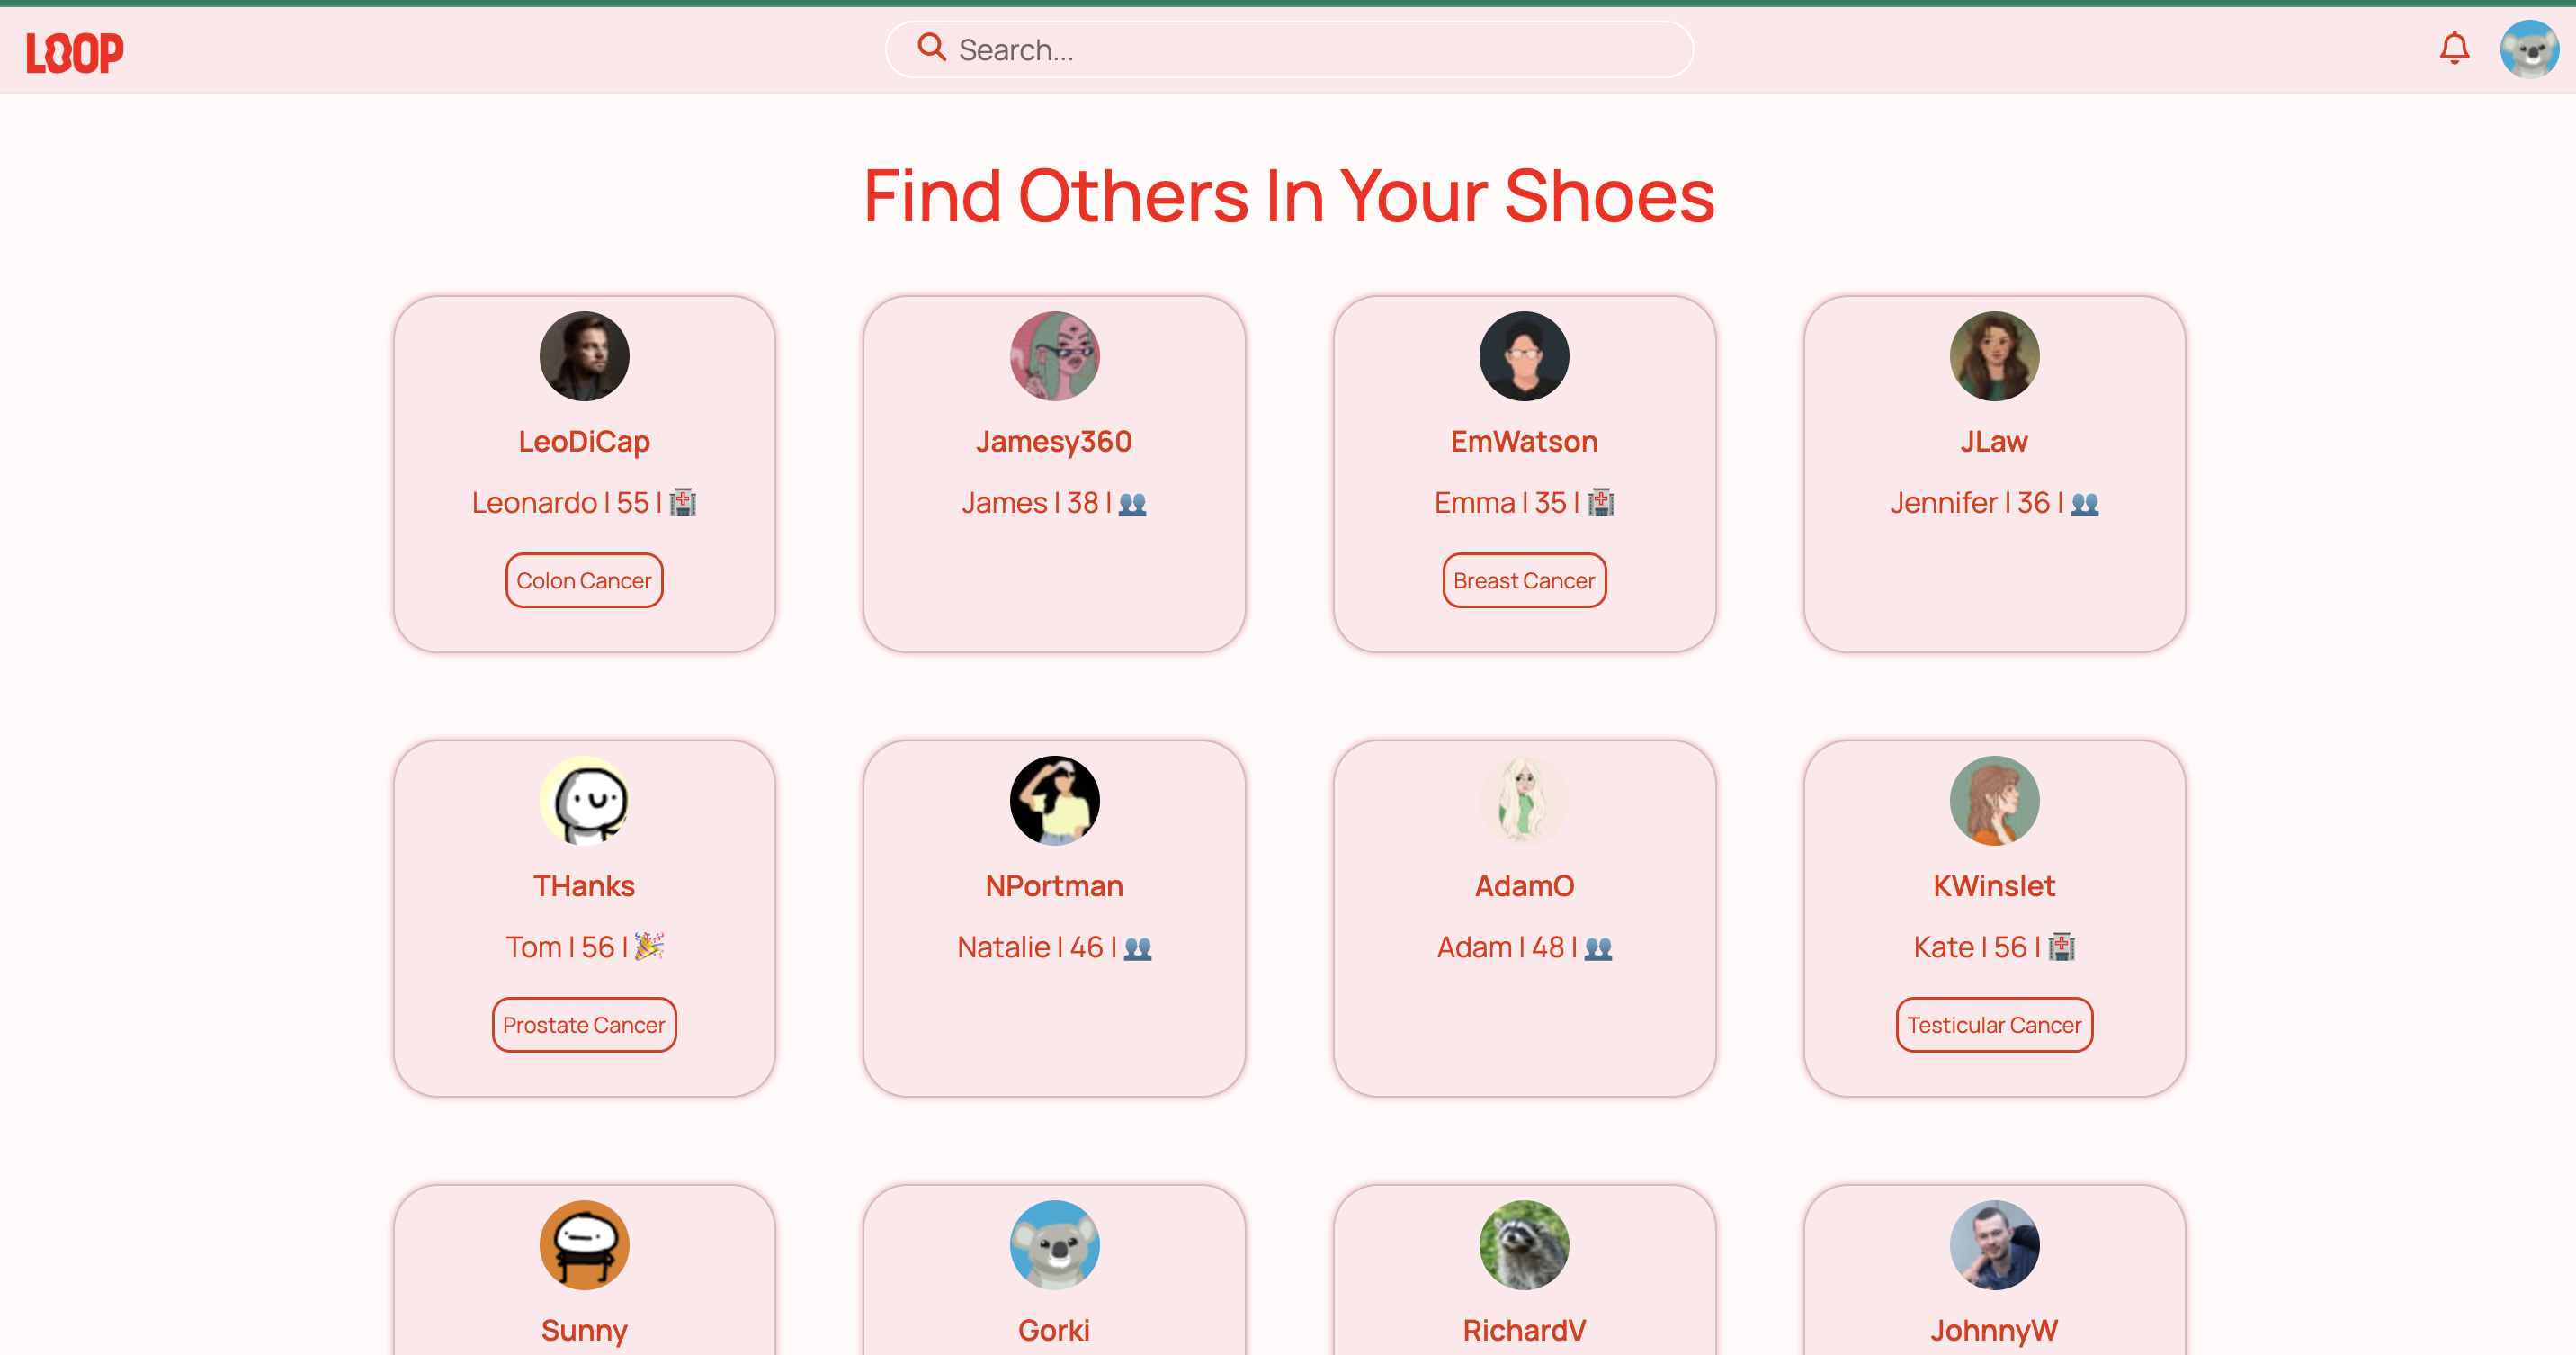 LOOP
Search...
Find Others In Your Shoes
LeoDiCap
Leonardo | 55 | 🏥
Colon Cancer
Jamesy360
James | 38 | 👥
EmWatson
Emma | 35 | 🏥
Breast Cancer
JLaw
Jennifer | 36 | 👥
THanks
Tom | 56 | 🎉
Prostate Cancer
NPortman
Natalie | 46 | 👥
AdamO
Adam | 48 | 👥
KWinslet
Kate | 56 | 🏥
Testicular Cancer
Sunny
Gorki
RichardV
JohnnyW